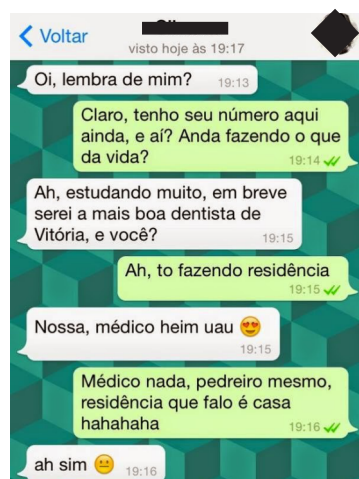 Voltar
visto hoje às 19:17
Oi, lembra de mim? 19:13
Claro, tenho seu número aqui
ainda, e aí? Anda fazendo o que
da vida? 19:14
Ah, estudando muito, em breve
serei a mais boa dentista de
Vitória, e você? 19:15
Ah, to fazendo residência
19:15
Nossa, médico heim uau 😍
19:15
Médico nada, pedreiro mesmo,
residência que falo é casa
hahahaha 19:16
ah sim 😐 19:16